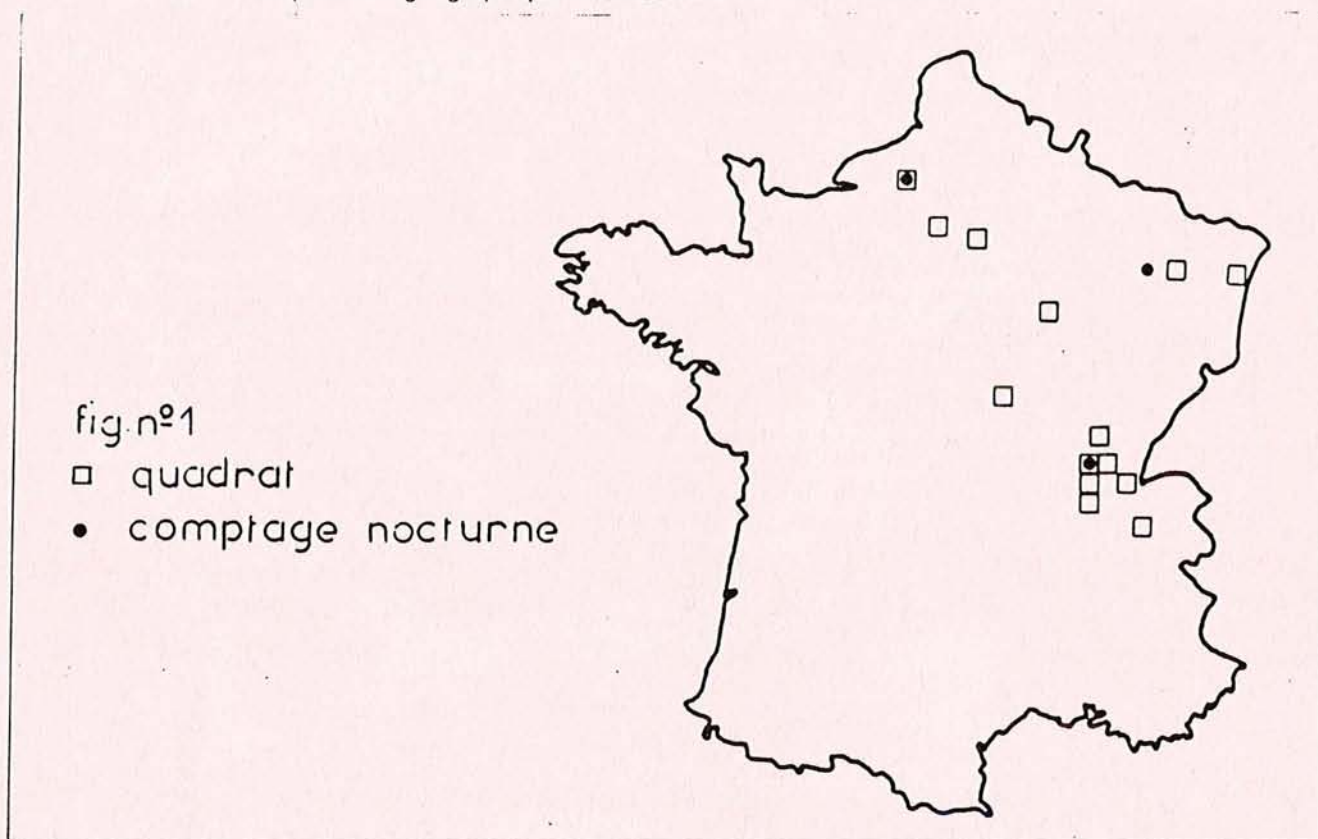 fig.nº1
□ quadrat
• comptage nocturne